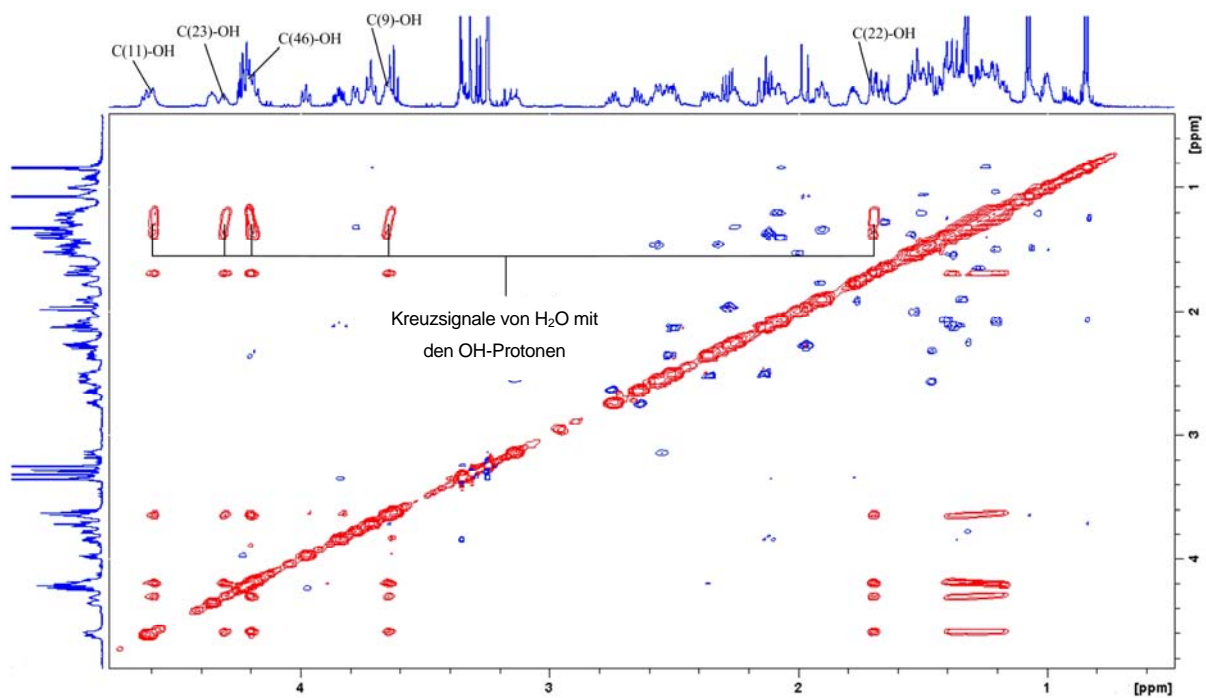 C(11)-OH
C(23)-OH
C(46)-OH
C(9)-OH
C(22)-OH
[ppm]
1
Kreuzsignale von H₂O mit
den OH-Protonen
2
3
4
4
3
2
1
[ppm]